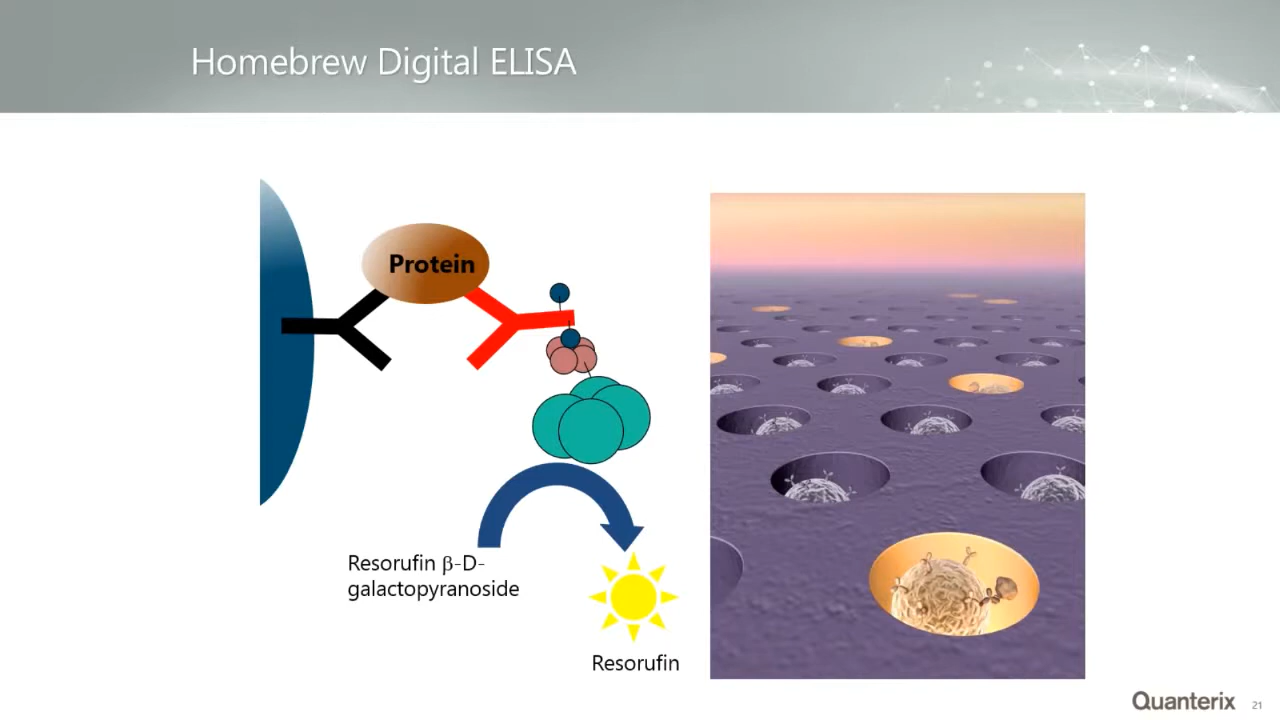 Homebrew Digital ELISA
Protein
Resorufin β-D-
galactopyranoside
Resorufin
Quanterix
21